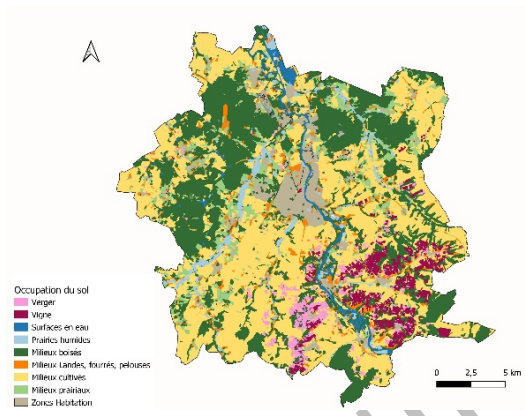 Occupation du sol
Verger
Vigne
Surfaces en eau
Prairies humides
Milieux boisés
Milieux Landes, fourrés, pelouses
Milieux cultivés
Milieux prairiaux
Zones Habitation
0 2,5 5 km